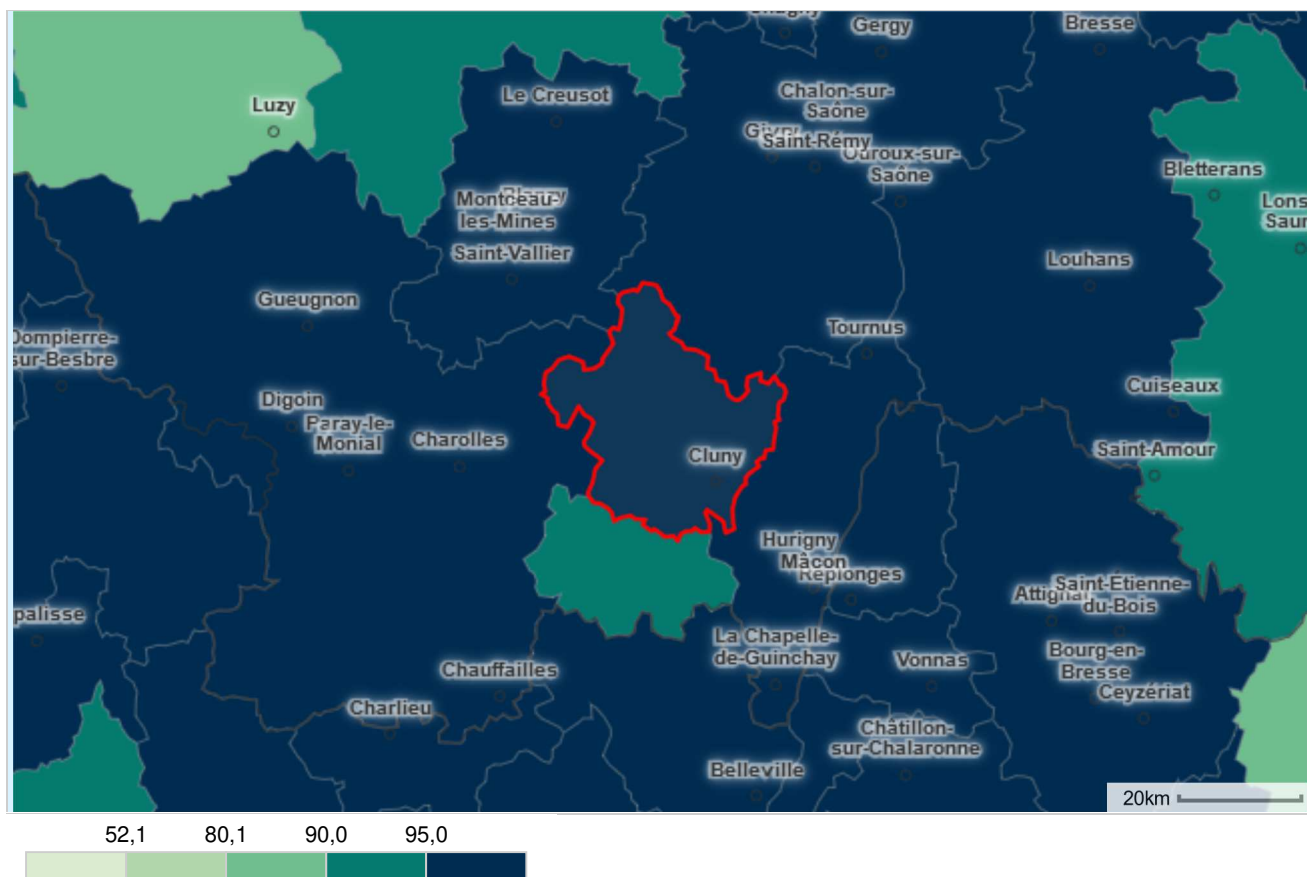 Gergy
Bresse
Luzy
Le Creusot
Chalon-sur-
Saône
Saint-Rémy
Ouroux-sur-
Saône
Bletterans
Lons
Saun
Montceau-
les-Mines
Saint-Vallier
Louhans
Gueugnon
Dompierre-
sur-Besbre
Tournus
Cuiseaux
Digoin
Paray-le-
Monial
Charolles
Cluny
Saint-Amour
Hurigny
Mâcon
Replonges
Saint-Étienne-
du-Bois
palisse
La Chapelle-
de-Guinchay
Vonnas
Bourg-en-
Bresse
Ceyzériat
Chauffailles
Charlieu
Châtillon-
sur-Chalaronne
Belleville
20km
52,1 80,1 90,0 95,0